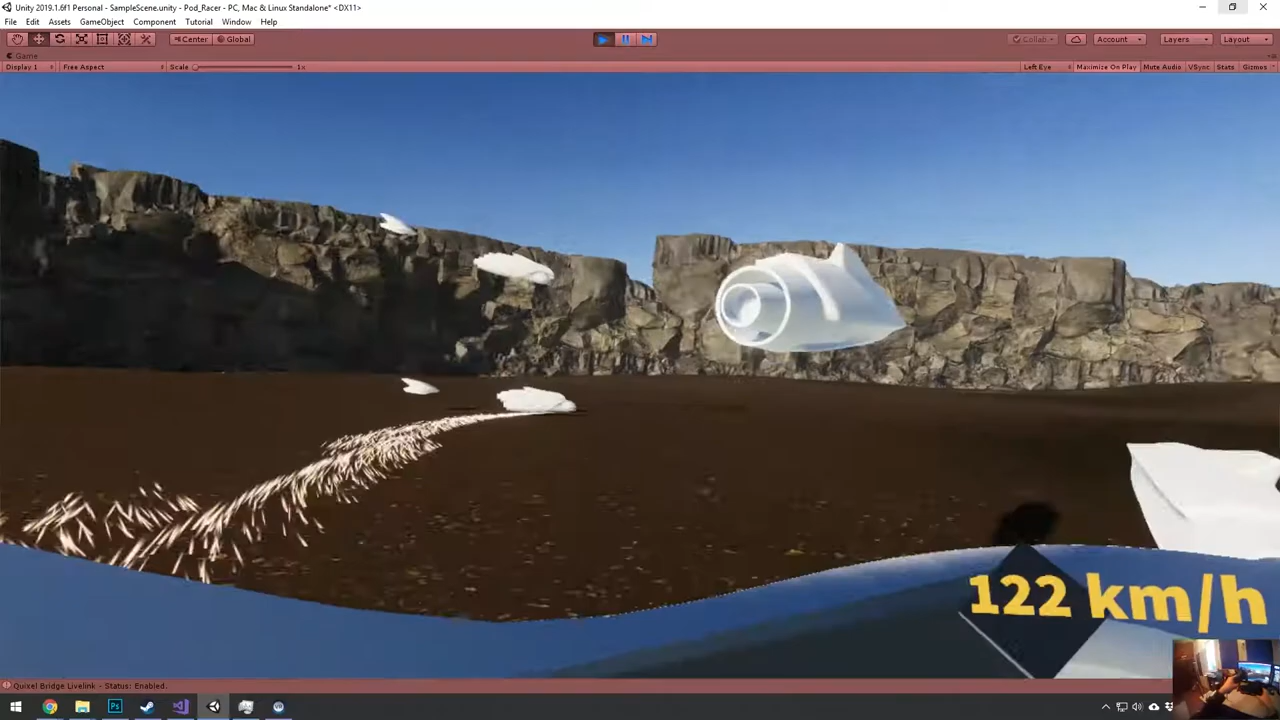 Unity 2019.1.6f1 Personal - SampleScene.unity - Pod_Racer - PC, Mac & Linux Standalone* <DX11>
File Edit Assets GameObject Component Tutorial Window Help
Center Global Collab Account Layers Layout
Game
Display 1 Free Aspect Scale 1x Left Eye Maximize On Play Mute Audio VSync Stats Gizmos
122 km/h
Quixel Bridge Livelink - Status: Enabled.
Ps